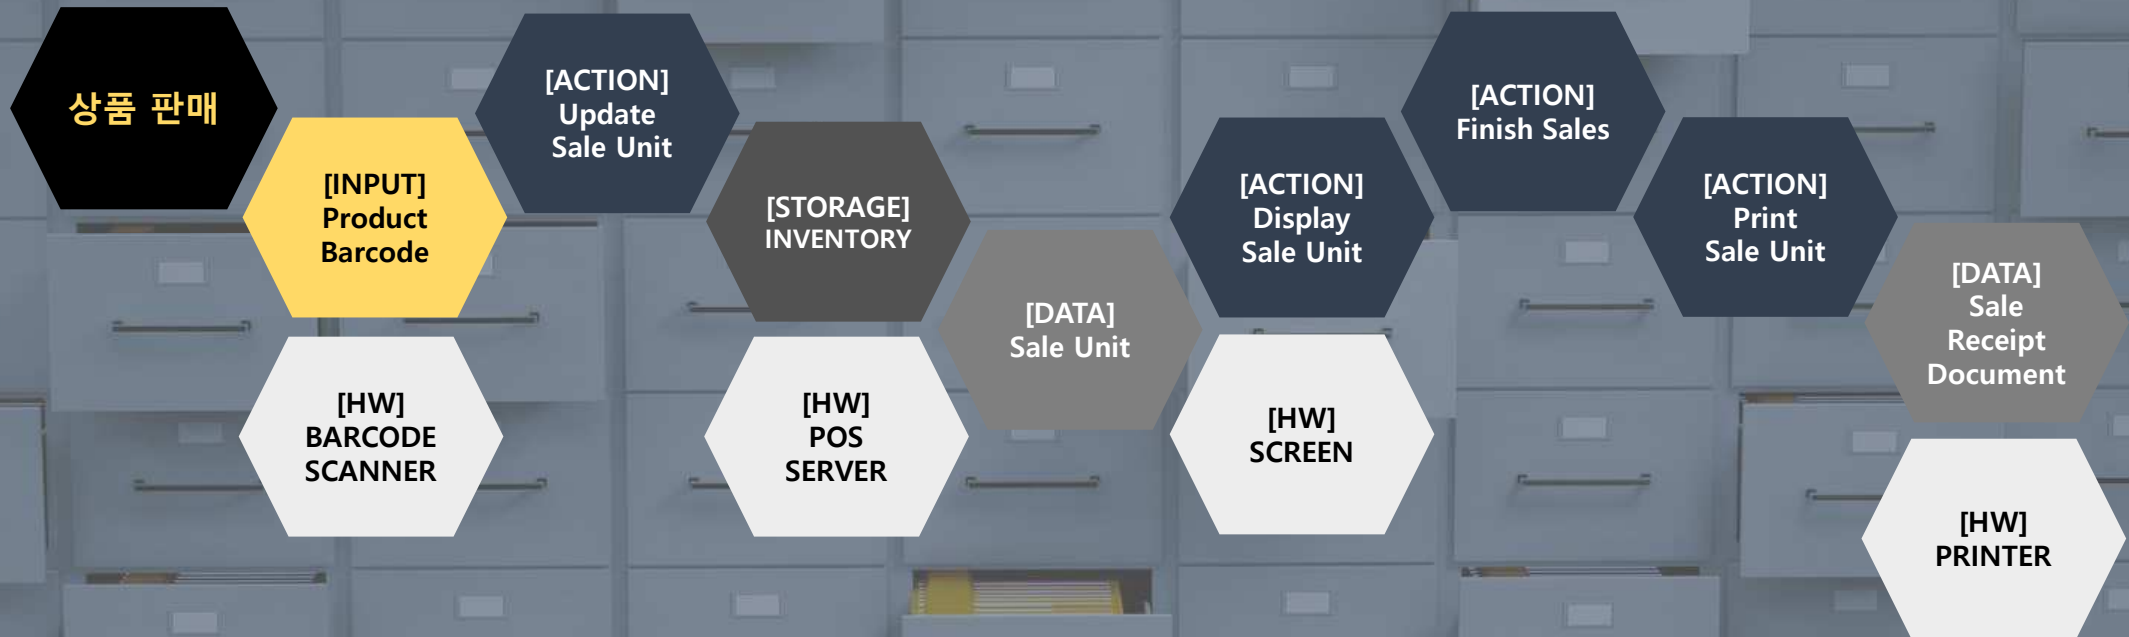 상품 판매
[INPUT]
Product
Barcode
[HW]
BARCODE
SCANNER
[ACTION]
Update
Sale Unit
[STORAGE]
INVENTORY
[HW]
POS
SERVER
[DATA]
Sale Unit
[ACTION]
Display
Sale Unit
[HW]
SCREEN
[ACTION]
Finish Sales
[ACTION]
Print
Sale Unit
[DATA]
Sale
Receipt
Document
[HW]
PRINTER